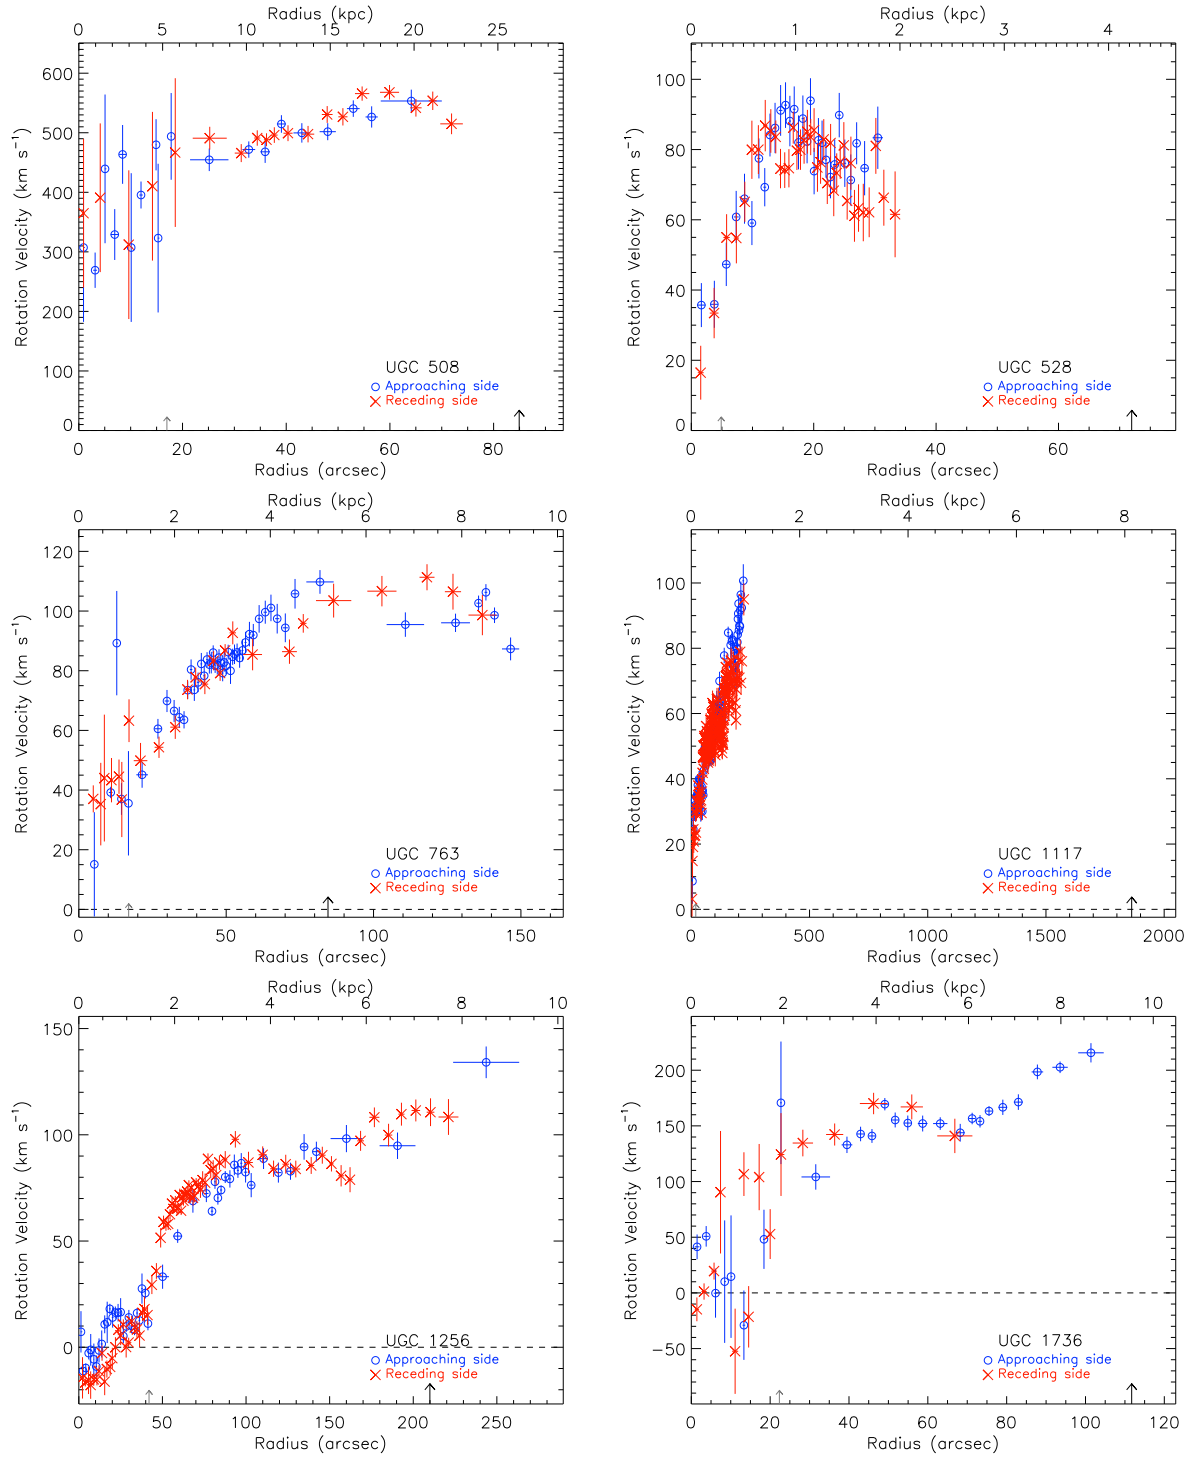 Radius (kpc)
0 5 10 15 20 25
Rotation Velocity (km s⁻¹)
600
500
400
300
200
100
0
UGC 508
Approaching side
Receding side
0 20 40 60 80
Radius (arcsec)
Radius (kpc)
0 1 2 3 4
Rotation Velocity (km s⁻¹)
100
80
60
40
20
0
UGC 528
Approaching side
Receding side
0 20 40 60
Radius (arcsec)
Radius (kpc)
0 2 4 6 8 10
Rotation Velocity (km s⁻¹)
120
100
80
60
40
20
0
UGC 763
Approaching side
Receding side
0 50 100 150
Radius (arcsec)
Radius (kpc)
0 2 4 6 8
Rotation Velocity (km s⁻¹)
100
80
60
40
20
0
UGC 1117
Approaching side
Receding side
0 500 1000 1500 2000
Radius (arcsec)
Radius (kpc)
0 2 4 6 8 10
Rotation Velocity (km s⁻¹)
150
100
50
0
UGC 1256
Approaching side
Receding side
0 50 100 150 200 250
Radius (arcsec)
Radius (kpc)
0 2 4 6 8 10
Rotation Velocity (km s⁻¹)
200
150
100
50
0
−50
UGC 1736
Approaching side
Receding side
0 20 40 60 80 100 120
Radius (arcsec)